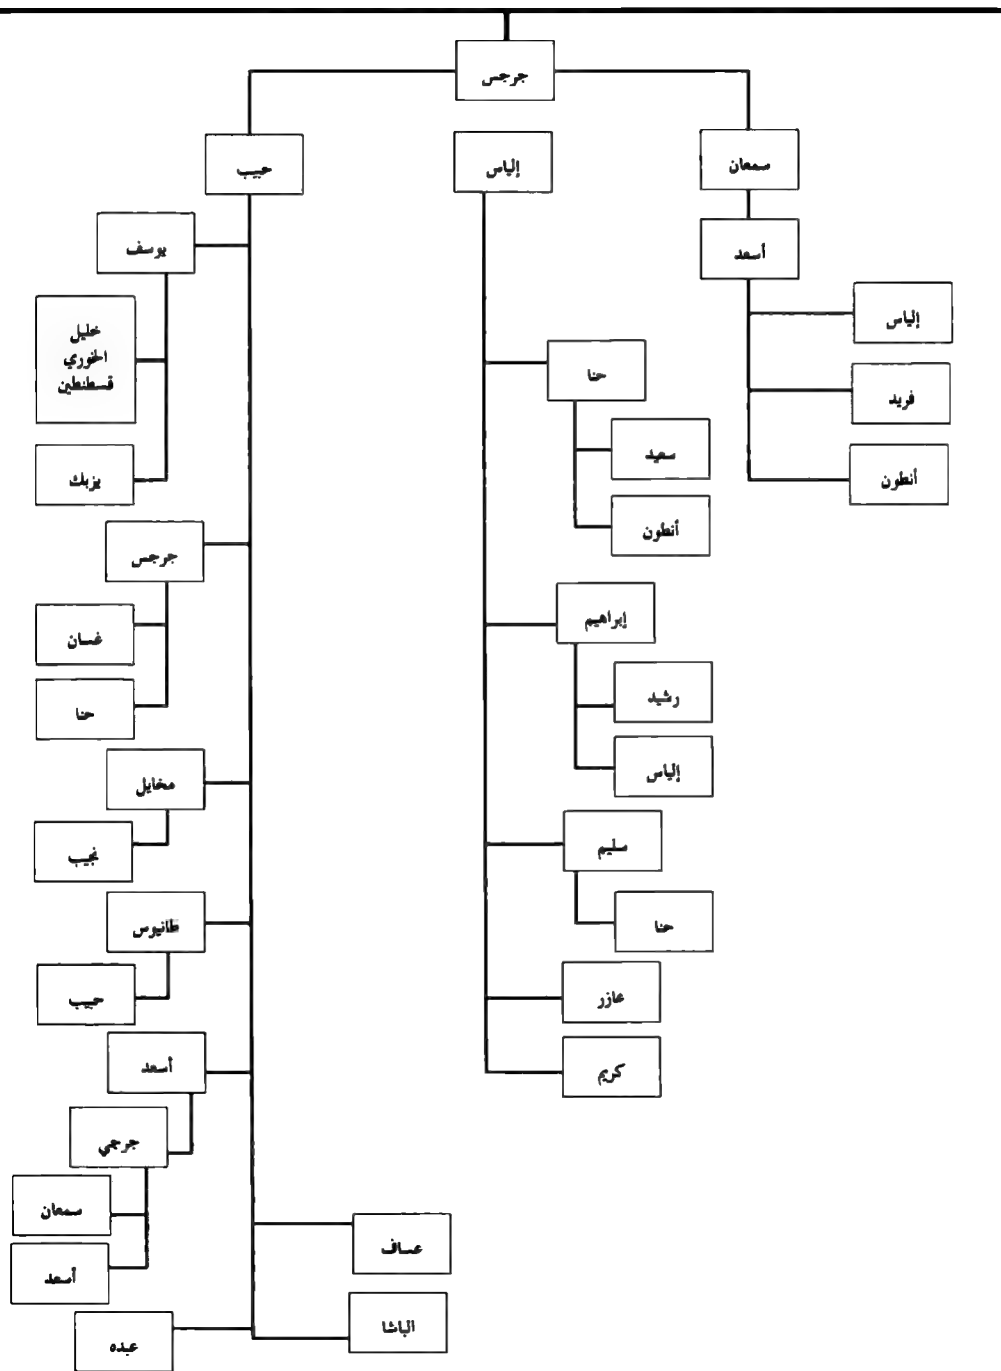 جرجس
سمعان
أسعد
إلياس
فريد
أنطون
إلياس
حنا
سعيد
أنطون
إبراهيم
رشيد
إلياس
سليم
حنا
عازر
كريم
حبيب
يوسف
خليل
الخوري
قسطنطين
يزبك
جرجس
غسان
حنا
مخايل
نجيب
طانيوس
حبيب
أسعد
جرجي
سمعان
أسعد
عساف
الباشا
عبده